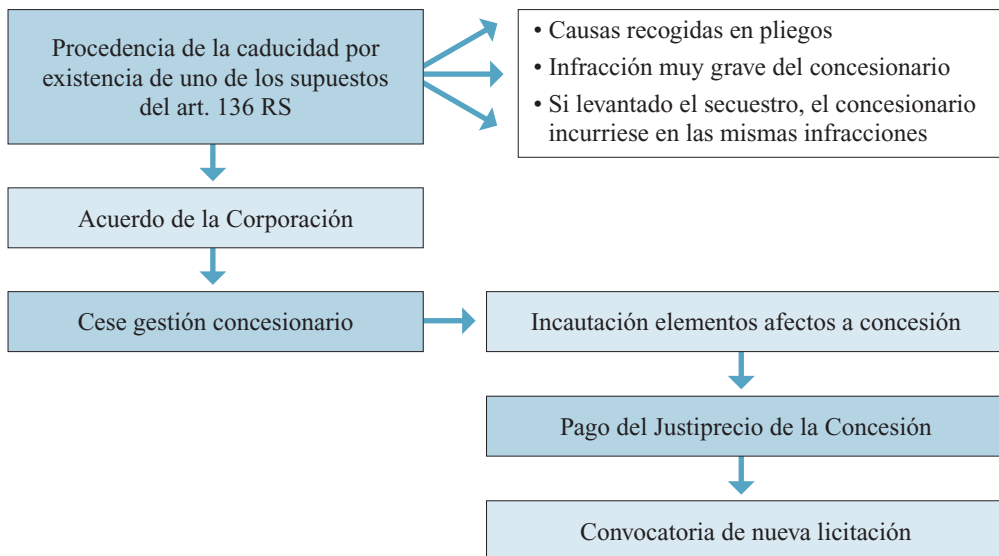 Procedencia de la caducidad por
existencia de uno de los supuestos
del art. 136 RS
• Causas recogidas en pliegos
• Infracción muy grave del concesionario
• Si levantado el secuestro, el concesionario
incurriese en las mismas infracciones
Acuerdo de la Corporación
Cese gestión concesionario
Incautación elementos afectos a concesión
Pago del Justiprecio de la Concesión
Convocatoria de nueva licitación